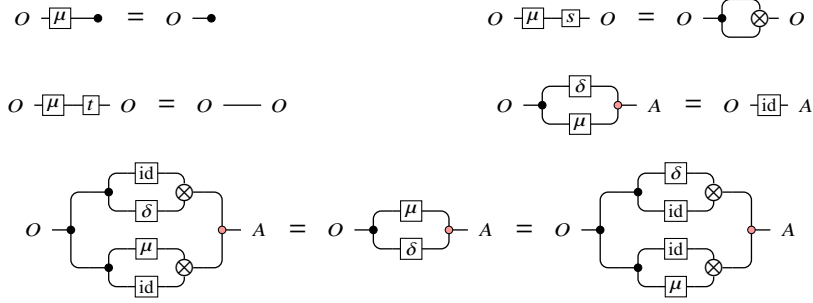 O μ = O O μ s O = O ⊗ O
O μ t O = O O O δ μ A = O id A
O id δ ⊗ μ id ⊗ A = O μ δ A = O δ id ⊗ id μ ⊗ A